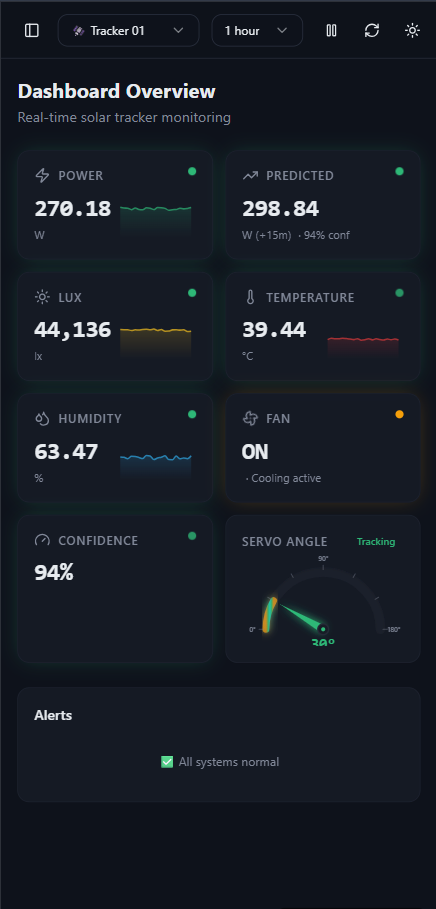 Tracker 01
1 hour
Dashboard Overview
Real-time solar tracker monitoring
POWER
270.18
W
PREDICTED
298.84
W (+15m) · 94% conf
LUX
44,136
lx
TEMPERATURE
39.44
°C
HUMIDITY
63.47
%
FAN
ON
· Cooling active
CONFIDENCE
94%
SERVO ANGLE
Tracking
90°
0°
180°
Alerts
✅ All systems normal